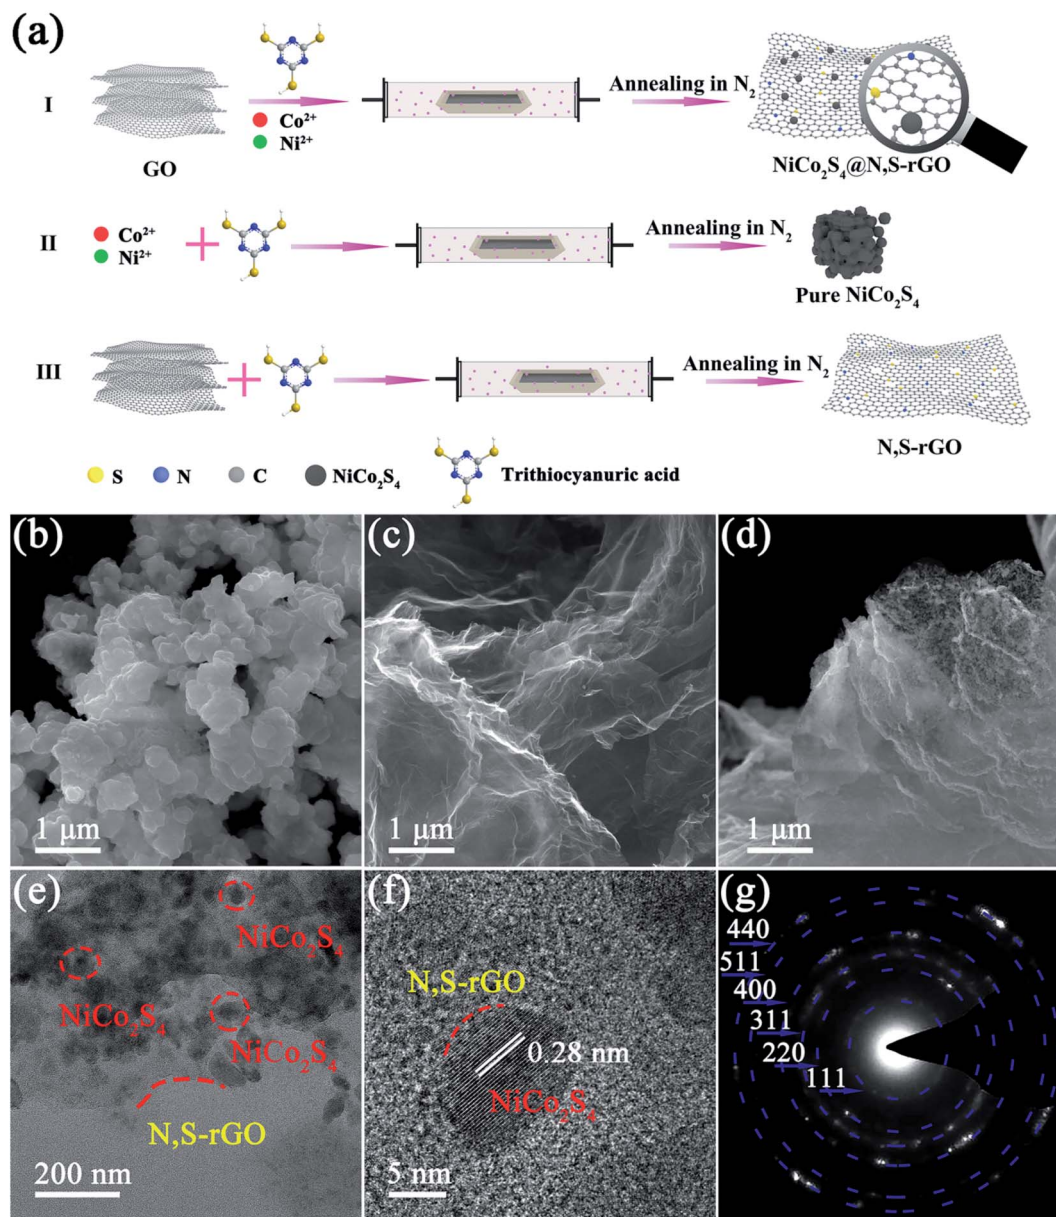 (a)
I
GO
Co²⁺
Ni²⁺
Annealing in N₂
NiCo₂S₄@N,S-rGO
II
Co²⁺
Ni²⁺
Annealing in N₂
Pure NiCo₂S₄
III
Annealing in N₂
N,S-rGO
S
N
C
NiCo₂S₄
Trithiocyanuric acid
(b)
1 μm
(c)
1 μm
(d)
1 μm
(e)
NiCo₂S₄
NiCo₂S₄
NiCo₂S₄
N,S-rGO
200 nm
(f)
N,S-rGO
0.28 nm
NiCo₂S₄
5 nm
(g)
440
511
400
311
220
111